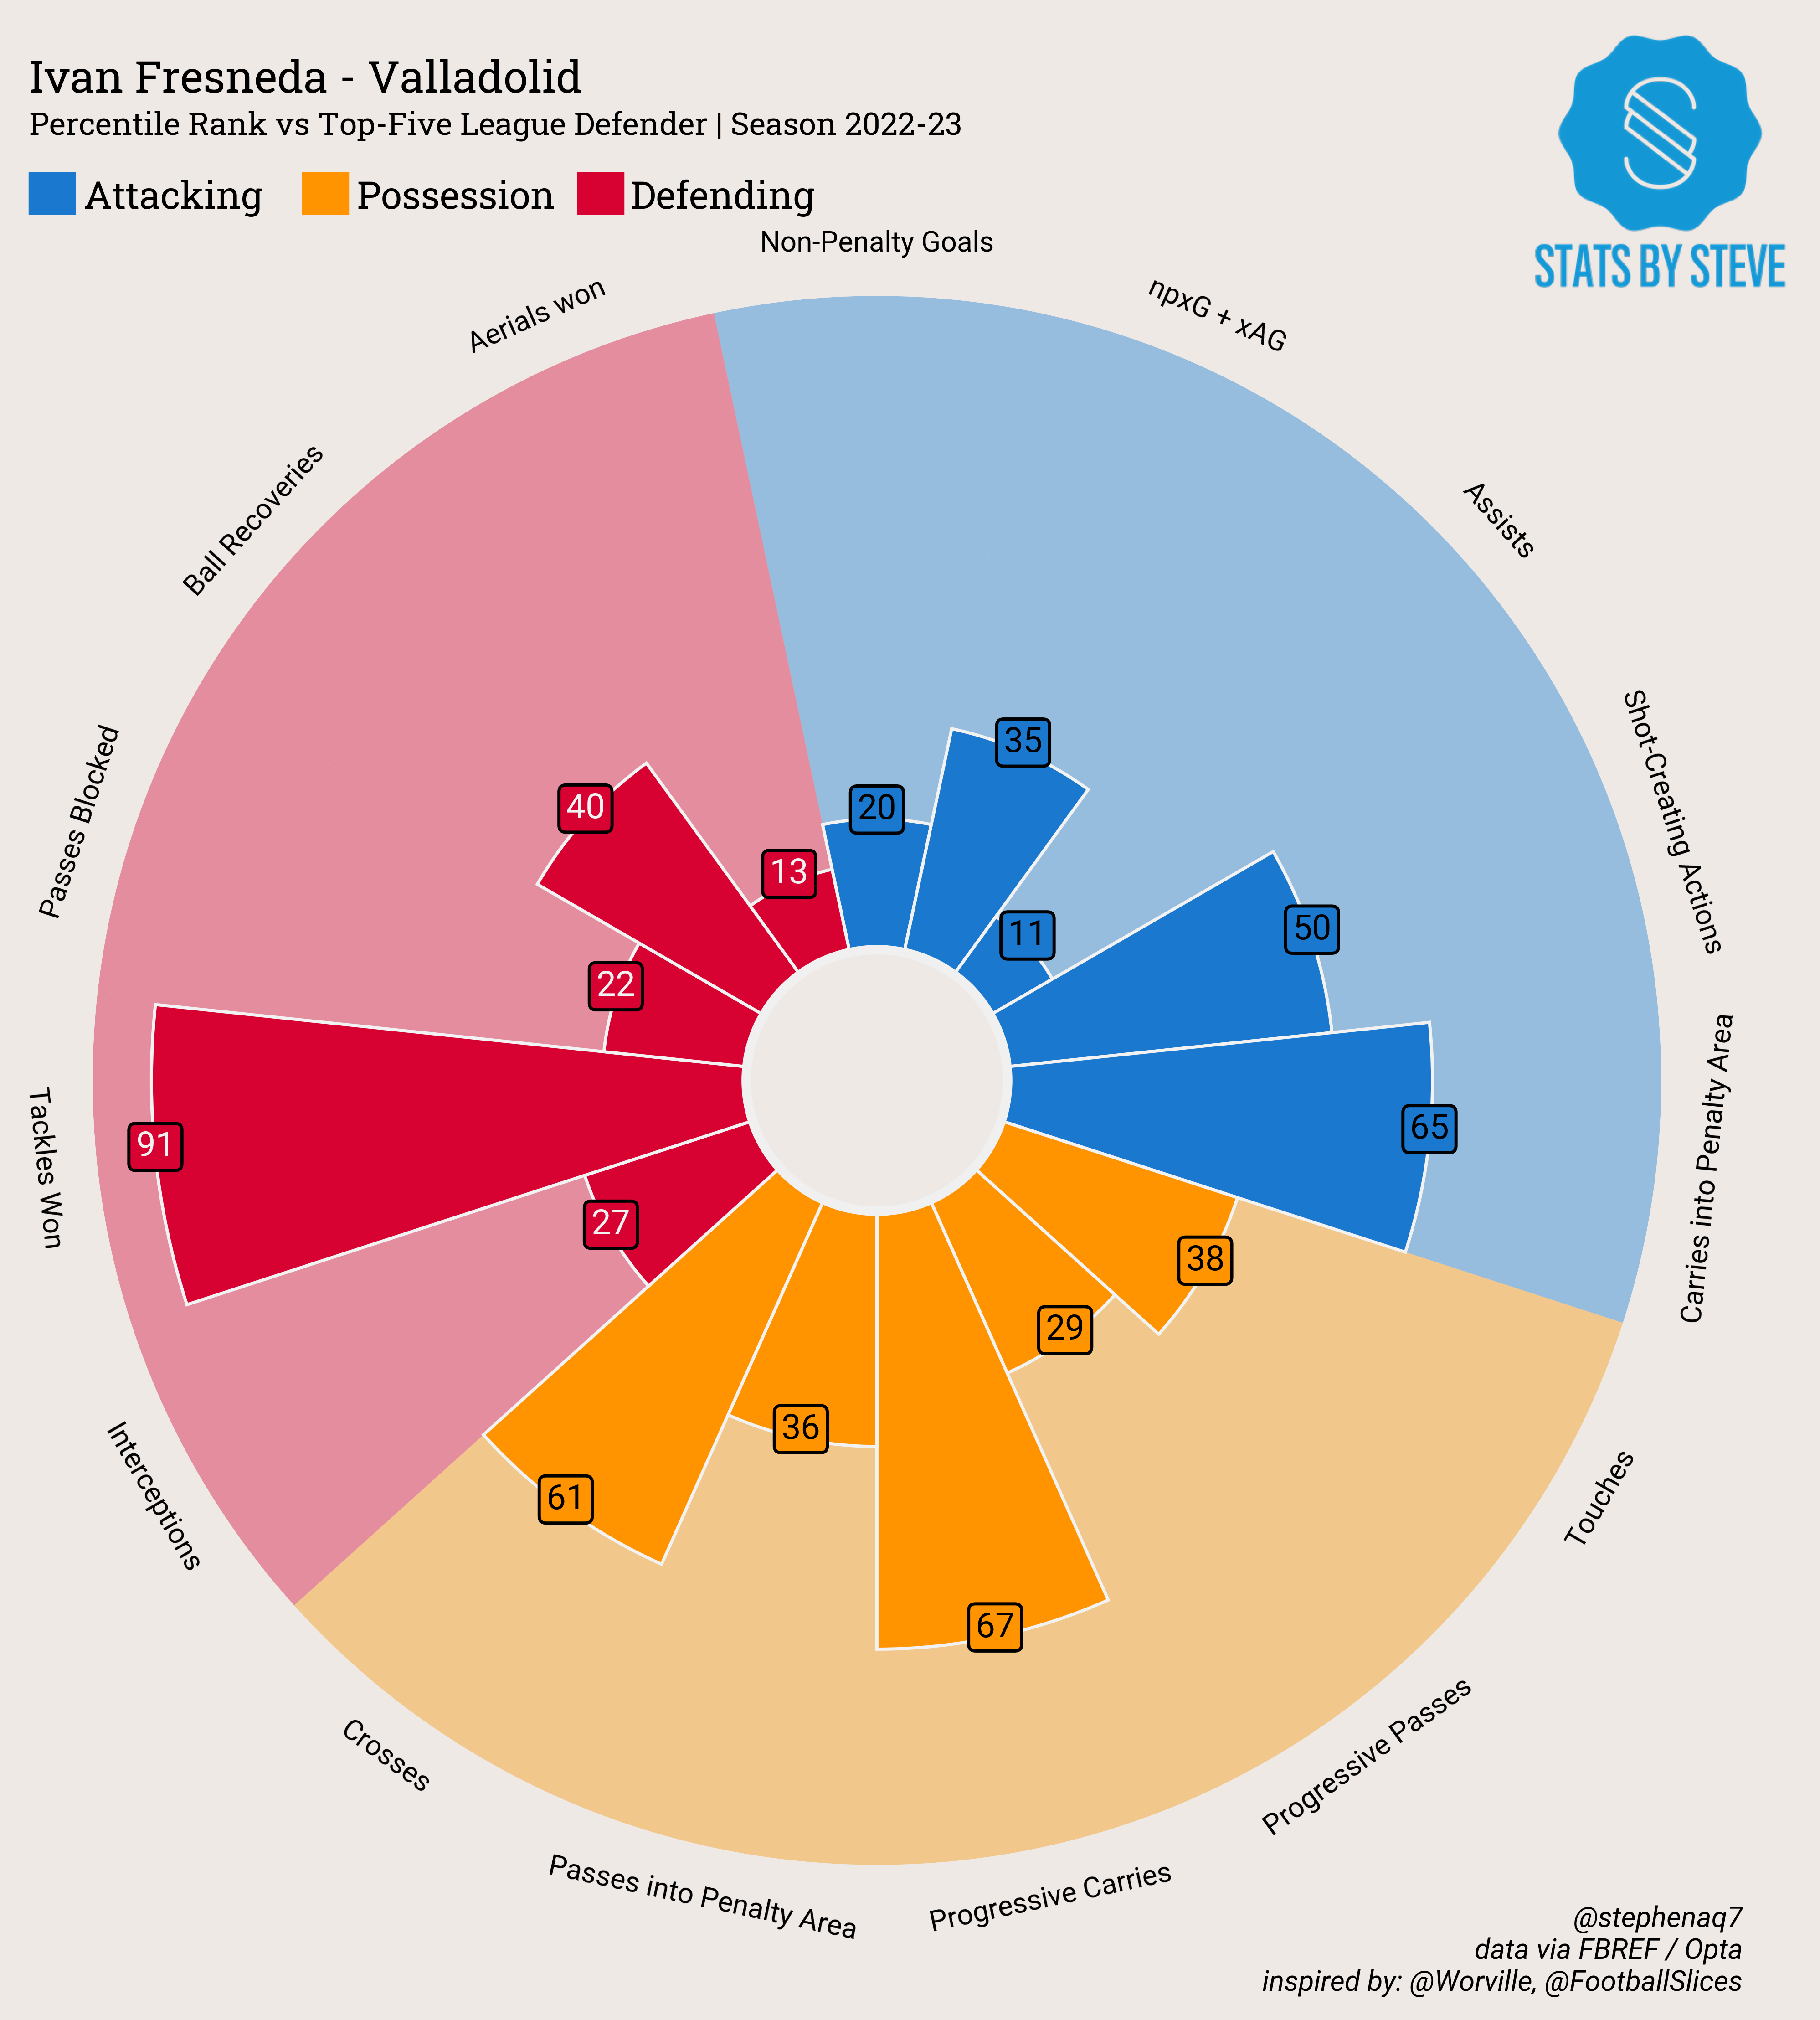 Ivan Fresneda - Valladolid
Percentile Rank vs Top-Five League Defender | Season 2022-23
Attacking Possession Defending
STATS BY STEVE
Non-Penalty Goals
npxG + xAG
Assists
Shot-Creating Actions
Carries into Penalty Area
Touches
Progressive Passes
Progressive Carries
Passes into Penalty Area
Crosses
Interceptions
Tackles Won
Passes Blocked
Ball Recoveries
Aerials won
20
35
11
50
65
38
29
67
36
61
27
91
22
40
13
@stephenaq7
data via FBREF / Opta
inspired by: @Worville, @FootballSlices